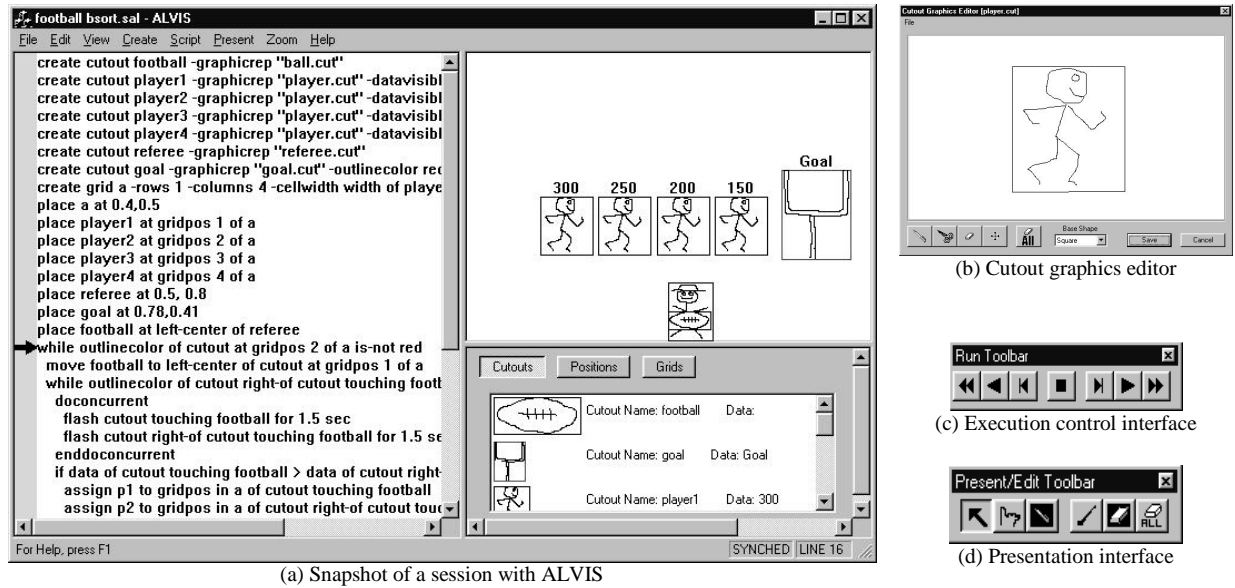 football bsort.sal - ALVIS
File Edit View Create Script Present Zoom Help
create cutout football -graphicrep "ball.cut"
create cutout player1 -graphicrep "player.cut" -datavisibl
create cutout player2 -graphicrep "player.cut" -datavisibl
create cutout player3 -graphicrep "player.cut" -datavisibl
create cutout player4 -graphicrep "player.cut" -datavisibl
create cutout referee -graphicrep "referee.cut"
create cutout goal -graphicrep "goal.cut" -outlinecolor red
create grid a -rows 1 -columns 4 -cellwidth width of playe
place a at 0.4,0.5
place player1 at gridpos 1 of a
place player2 at gridpos 2 of a
place player3 at gridpos 3 of a
place player4 at gridpos 4 of a
place referee at 0.5, 0.8
place goal at 0.78,0.41
place football at left-center of referee
while outlinecolor of cutout at gridpos 2 of a is-not red
move football to left-center of cutout at gridpos 1 of a
while outlinecolor of cutout right-of cutout touching footb
doconcurrent
flash cutout touching football for 1.5 sec
flash cutout right-of cutout touching football for 1.5 se
enddoconcurrent
if data of cutout touching football > data of cutout right-
assign p1 to gridpos in a of cutout touching football
assign p2 to gridpos in a of cutout right-of cutout touc
300 250 200 150
Goal
Cutouts Positions Grids
Cutout Name: football Data:
Cutout Name: goal Data: Goal
Cutout Name: player1 Data: 300
For Help, press F1
SYNCHED LINE 16
(a) Snapshot of a session with ALVIS
Cutout Graphics Editor [player.cut]
File
All
Base Shape
Square
Save
Cancel
(b) Cutout graphics editor
Run Toolbar
(c) Execution control interface
Present/Edit Toolbar
ALL
(d) Presentation interface